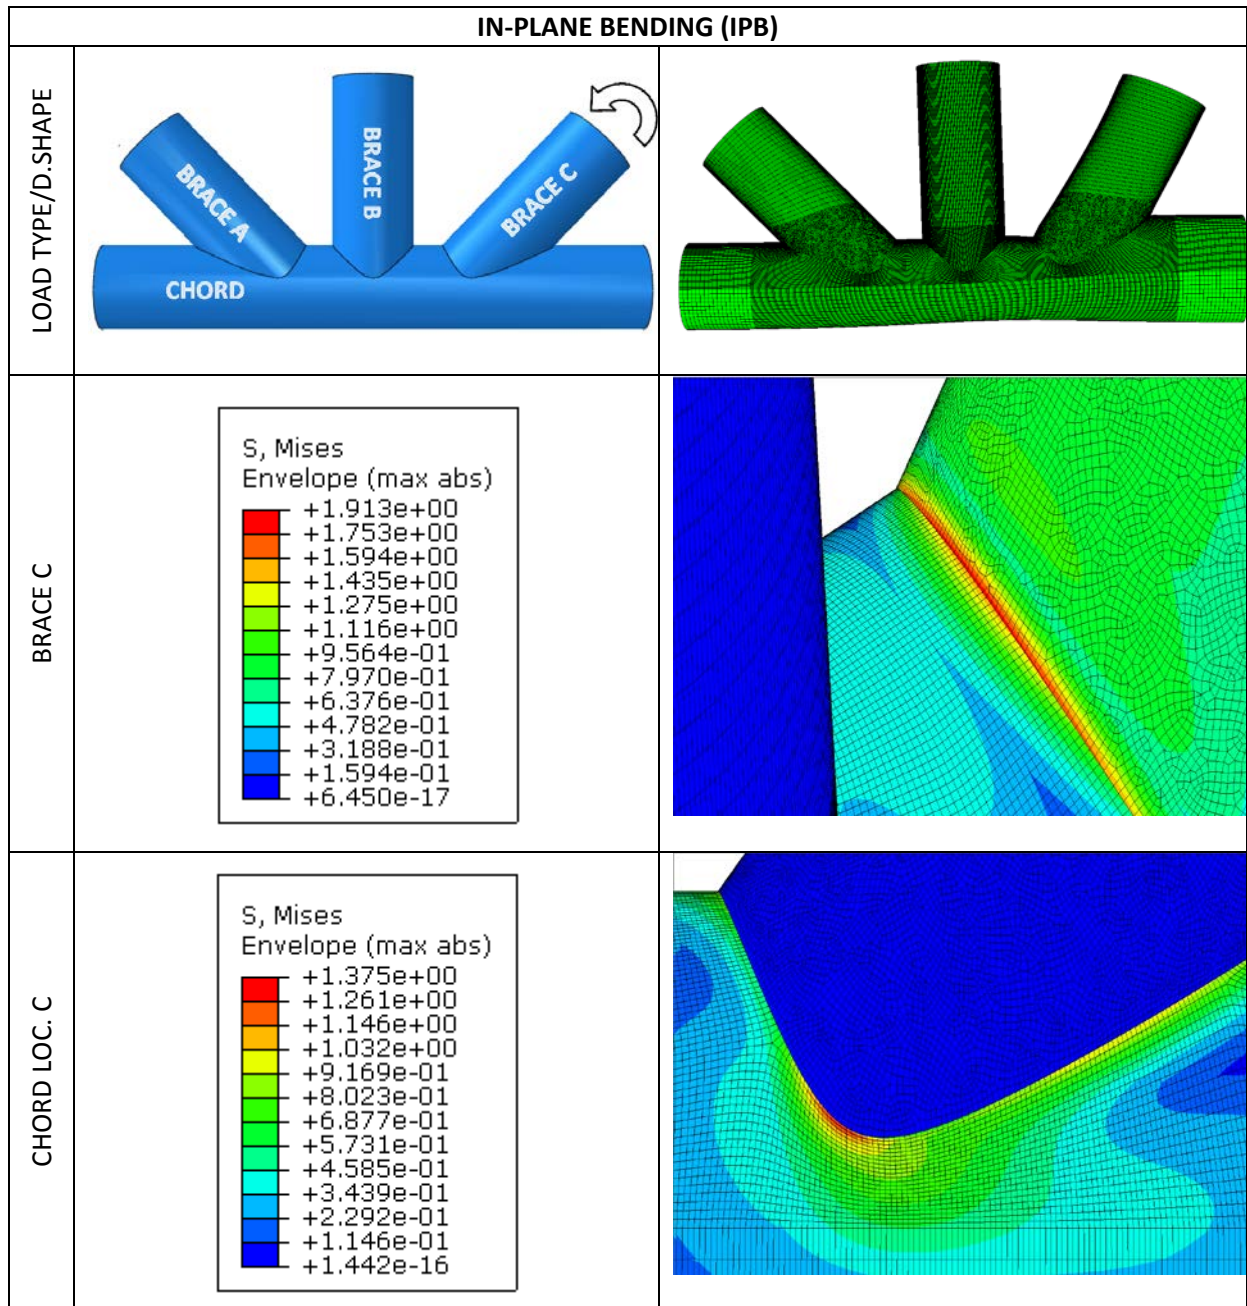 IN-PLANE BENDING (IPB)
LOAD TYPE/D.SHAPE
BRACE A
BRACE B
BRACE C
CHORD
BRACE C
S, Mises
Envelope (max abs)
+1.913e+00
+1.753e+00
+1.594e+00
+1.435e+00
+1.275e+00
+1.116e+00
+9.564e-01
+7.970e-01
+6.376e-01
+4.782e-01
+3.188e-01
+1.594e-01
+6.450e-17
CHORD LOC. C
S, Mises
Envelope (max abs)
+1.375e+00
+1.261e+00
+1.146e+00
+1.032e+00
+9.169e-01
+8.023e-01
+6.877e-01
+5.731e-01
+4.585e-01
+3.439e-01
+2.292e-01
+1.146e-01
+1.442e-16